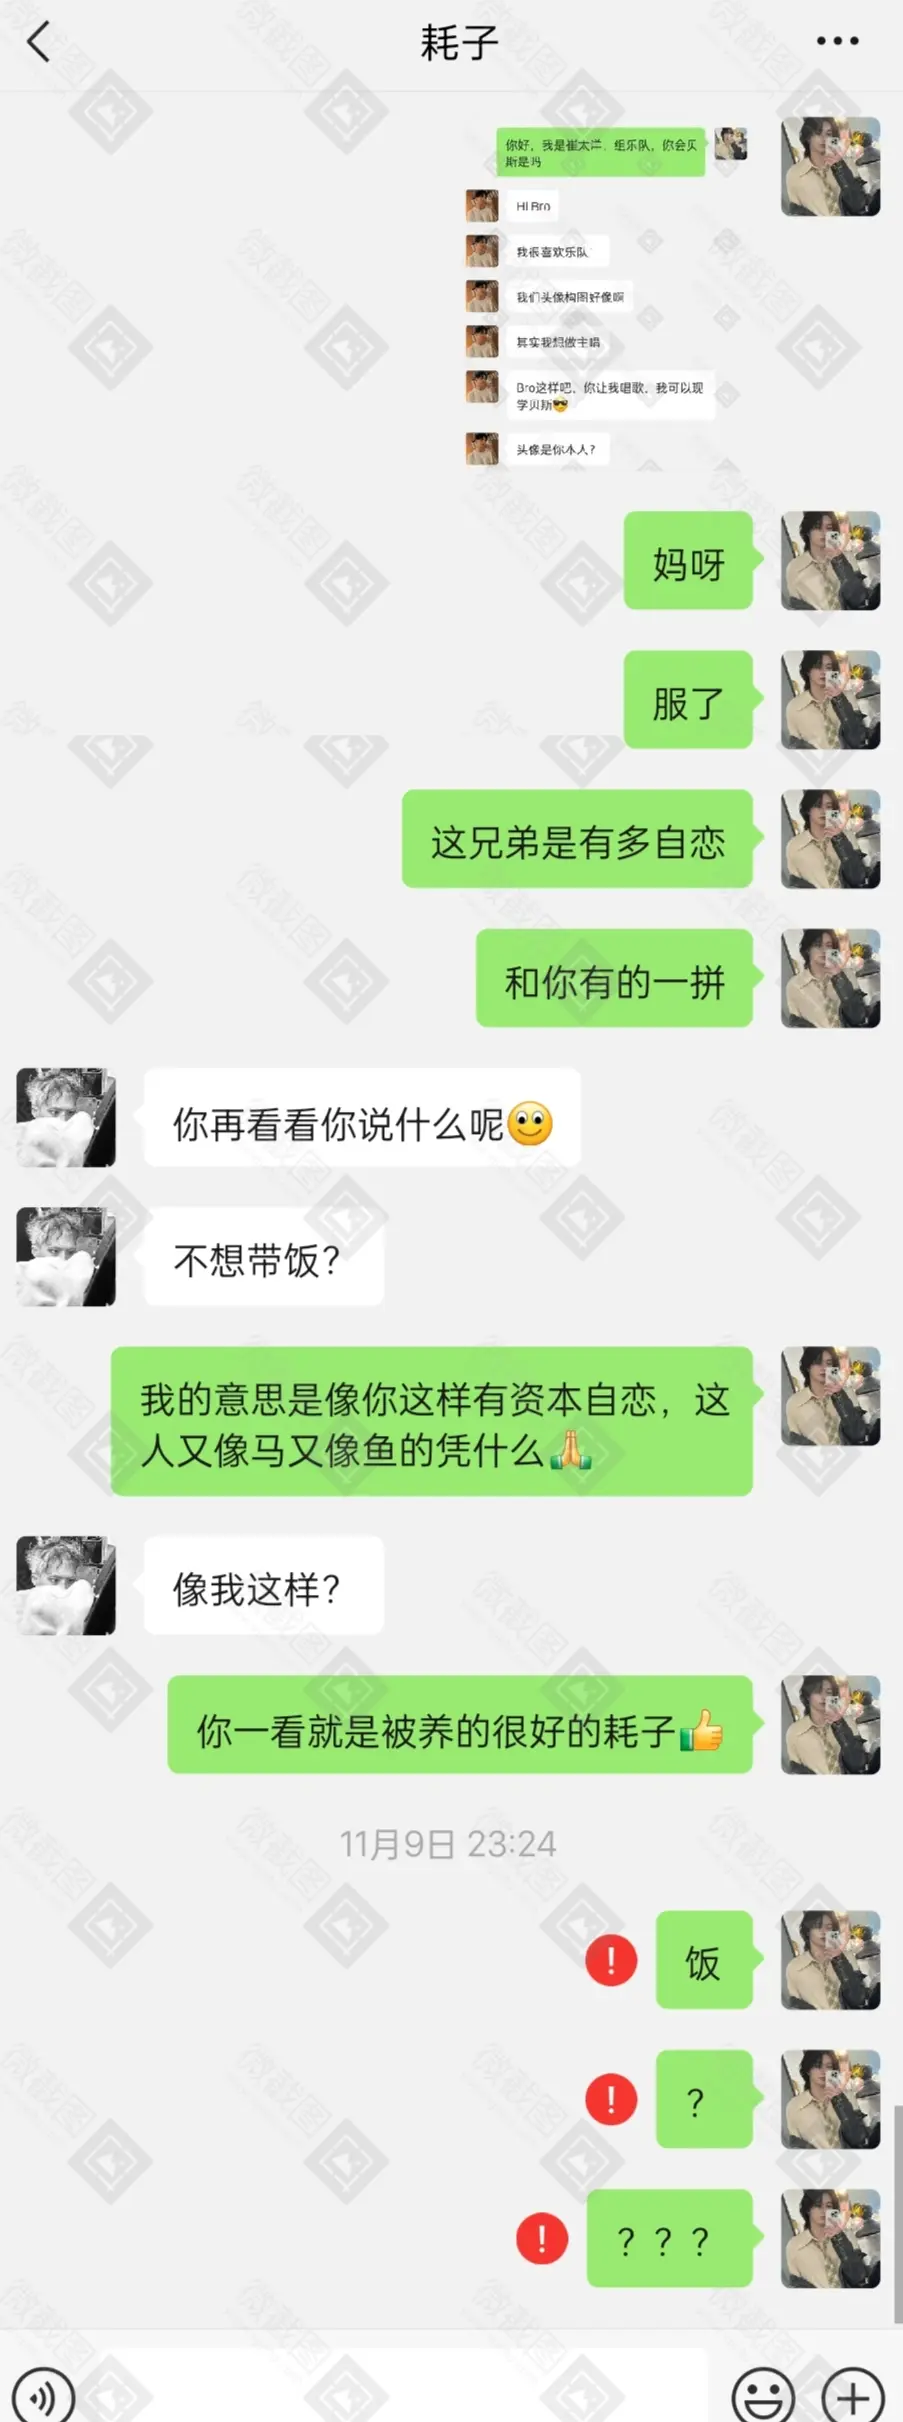 耗子
你好，我是崔太洋，组乐队，你会贝
斯是吗
HI Bro
我很喜欢乐队
我们头像构图好像啊
其实我想做主唱
Bro这样吧，你让我唱歌，我可以现
学贝斯😎
头像是你本人？
妈呀
服了
这兄弟是有多自恋
和你有的一拼
你再看看你说什么呢🙂
不想带饭？
我的意思是像你这样有资本自恋，这
人又像马又像鱼的凭什么🙏
像我这样？
你一看就是被养的很好的耗子👍
11月9日 23:24
饭
？
？？？
微截图